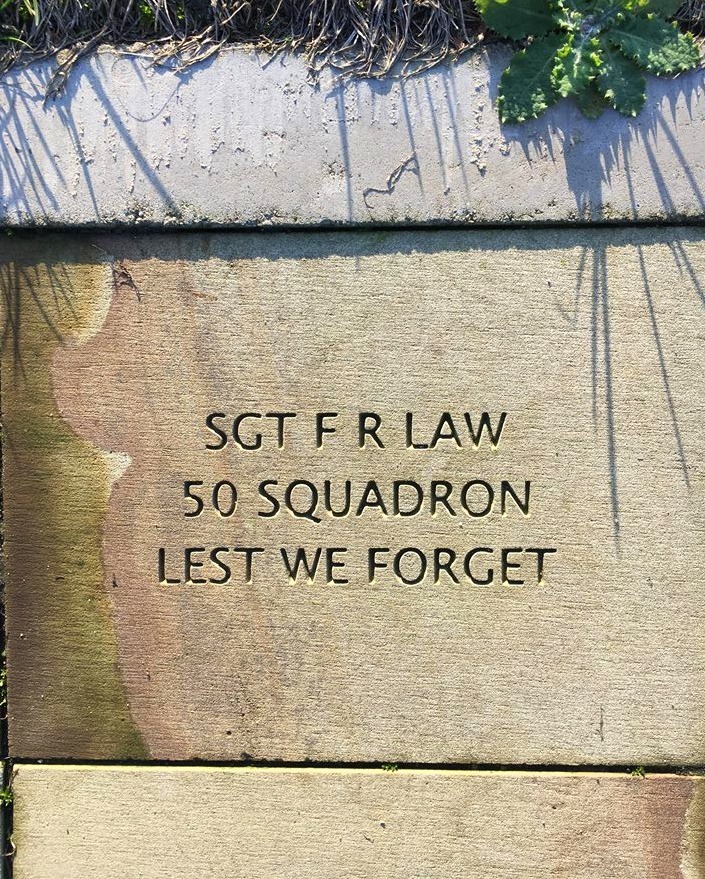 SGT F R LAW
50 SQUADRON
LEST WE FORGET